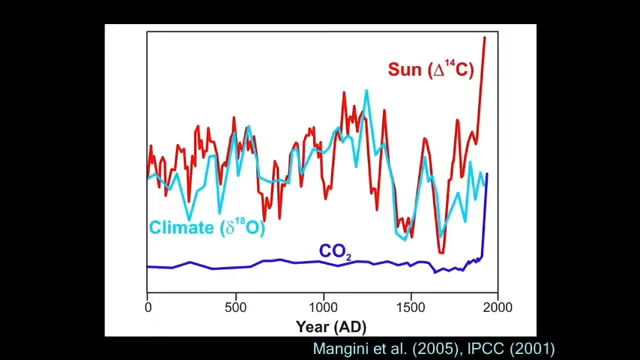 Sun (Δ¹⁴C)
Climate (δ¹⁸O)
CO₂
0 500 1000 1500 2000
Year (AD)
Mangini et al. (2005), IPCC (2001)